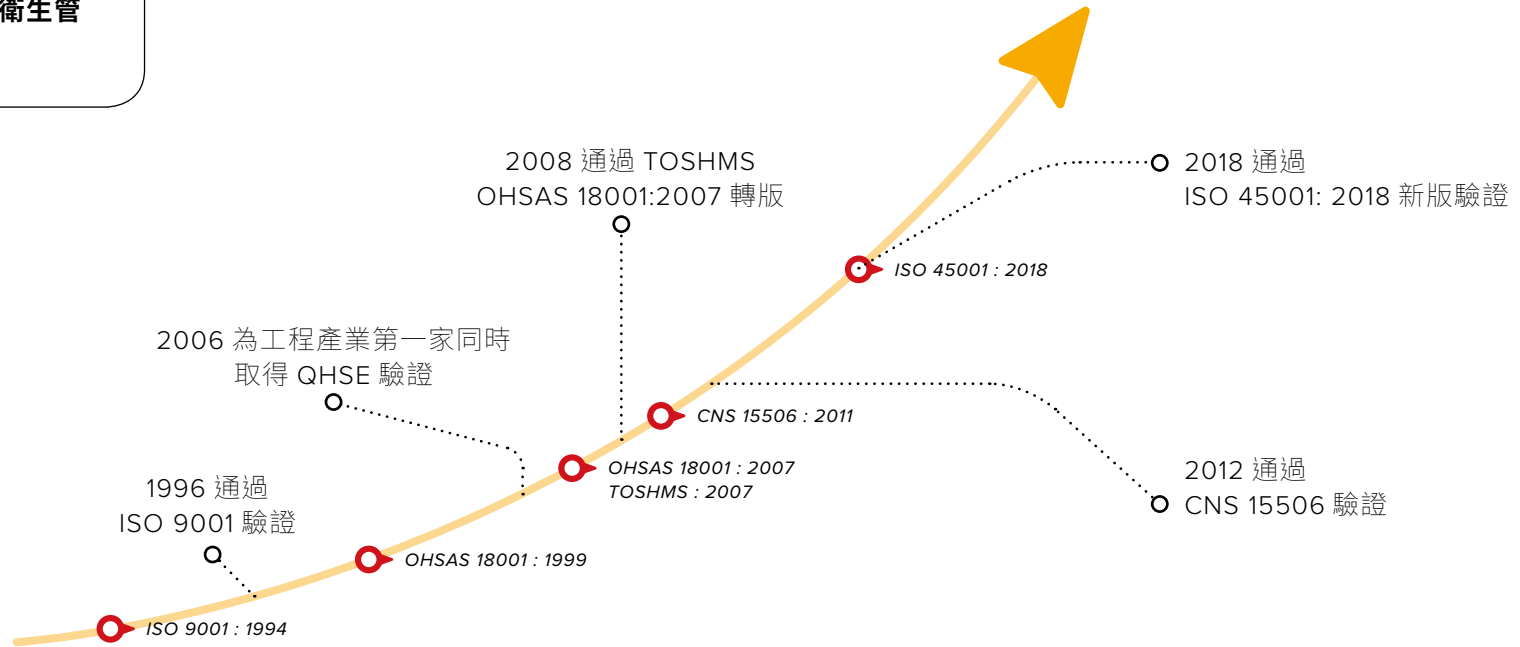 衛生管
2008 通過 TOSHMS
OHSAS 18001:2007 轉版
2018 通過
ISO 45001: 2018 新版驗證
ISO 45001 : 2018
2006 為工程產業第一家同時
取得 QHSE 驗證
CNS 15506 : 2011
OHSAS 18001 : 2007
TOSHMS : 2007
2012 通過
CNS 15506 驗證
1996 通過
ISO 9001 驗證
OHSAS 18001 : 1999
ISO 9001 : 1994